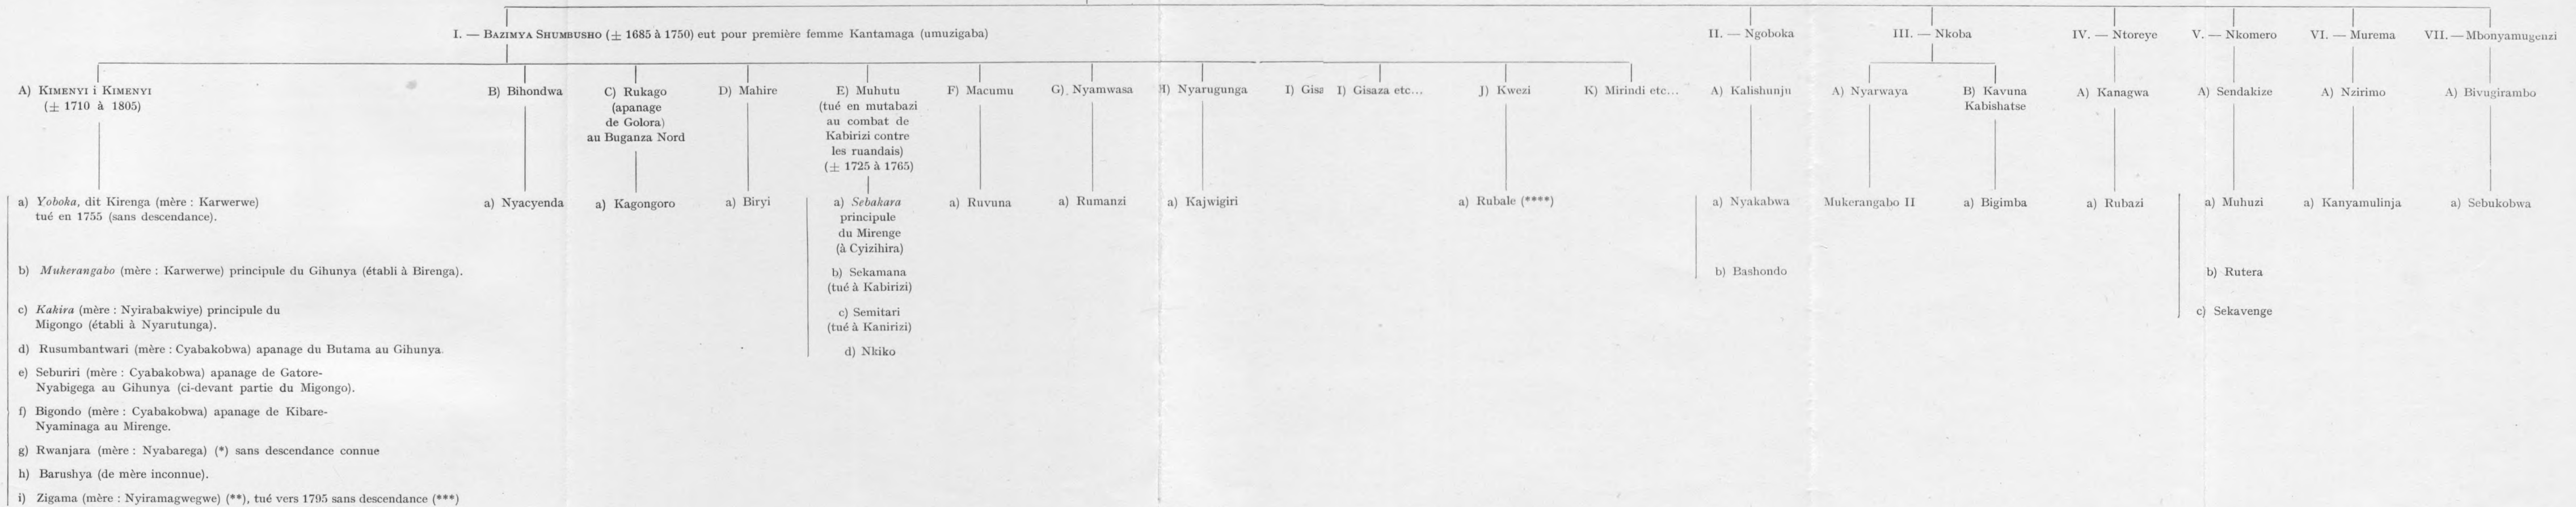 I. — BAZIMYA SHUMBUSHO (± 1685 à 1750) eut pour première femme Kantamaga (umuzigaba)
II. — Ngoboka
III. — Nkoba
IV. — Ntoreye
V. — Nkomero
VI. — Murema
VII. — Mbonyamugenzi
A) KIMENYI i KIMENYI
(± 1710 à 1805)
B) Bihondwa
C) Rukago
(apanage
de Golora)
au Buganza Nord
D) Mahire
E) Muhutu
(tué en mutabazi
au combat de
Kabirizi contre
les ruandais)
(± 1725 à 1765)
F) Macumu
G) Nyamwasa
H) Nyarugunga
I) Gisa
I) Gisaza etc...
J) Kwezi
K) Mirindi etc...
A) Kalishunju
A) Nyarwaya
B) Kavuna
Kabishatse
A) Kanagwa
A) Sendakize
A) Nzirimo
A) Bivugirambo
a) Yoboka, dit Kirenga (mère : Karwerwe)
tué en 1755 (sans descendance).
b) Mukerangabo (mère : Karwerwe) principule du Gihunya (établi à Birenga).
c) Kakira (mère : Nyirabakwiye) principule du
Migongo (établi à Nyarutunga).
d) Rusumbantwari (mère : Cyabakobwa) apanage du Butama au Gihunya.
e) Seburiri (mère : Cyabakobwa) apanage de Gatore-
Nyabigega au Gihunya (ci-devant partie du Migongo).
f) Bigondo (mère : Cyabakobwa) apanage de Kibare-
Nyaminaga au Mirenge.
g) Rwanjara (mère : Nyabarega) (*) sans descendance connue
h) Barushya (de mère inconnue).
i) Zigama (mère : Nyiramagwegwe) (**), tué vers 1795 sans descendance (***)
a) Nyacyenda
a) Kagongoro
a) Biryi
a) Sebakara
principule
du Mirenge
(à Cyizihira)
b) Sekamana
(tué à Kabirizi)
c) Semitari
(tué à Kanirizi)
d) Nkiko
a) Ruvuna
a) Rumanzi
a) Kajwigiri
a) Rubale (****)
a) Nyakabwa
b) Bashondo
Mukerangabo II
a) Bigimba
a) Rubazi
a) Muhuzi
b) Rutera
c) Sekavenge
a) Kanyamulinja
a) Sebukobwa